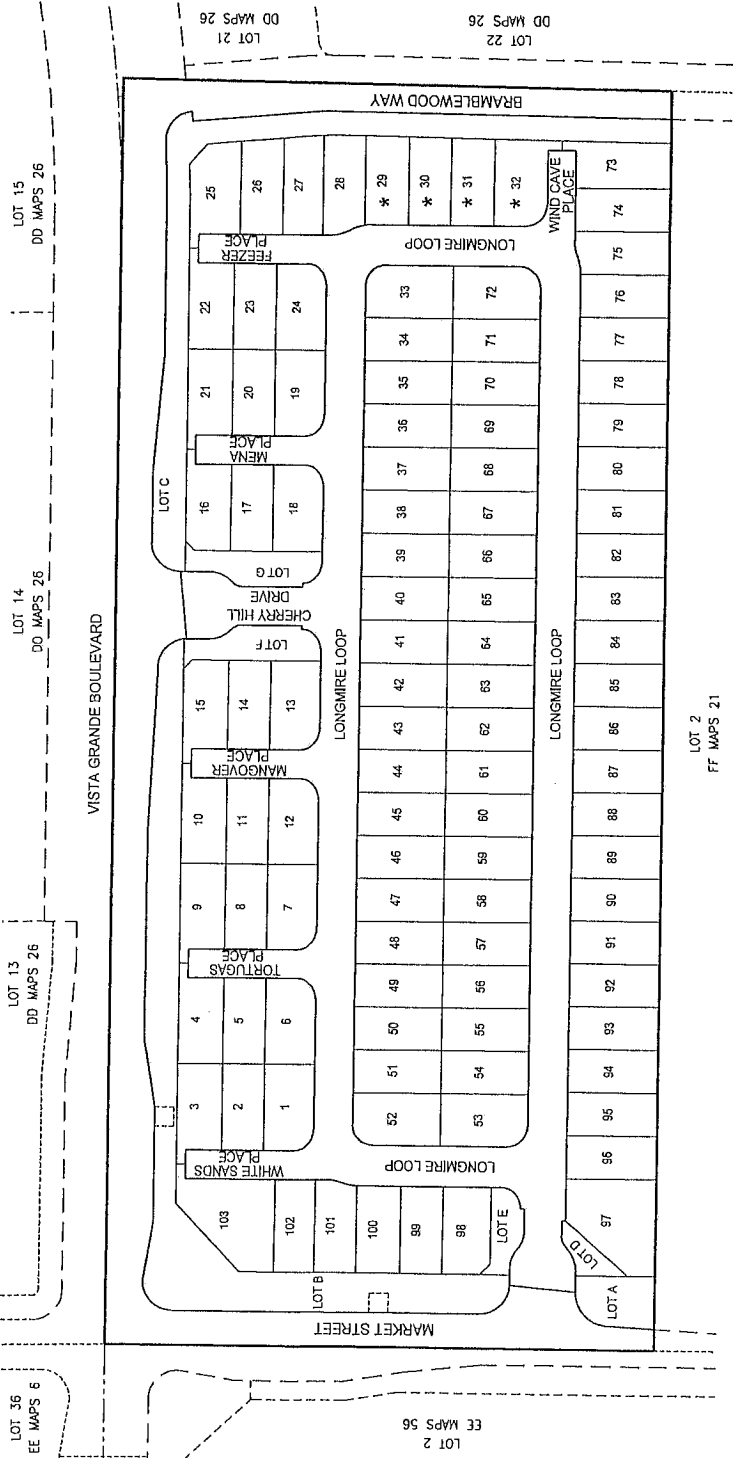 LOT 21
DD MAPS 26
LOT 22
DD MAPS 26
LOT 15
DD MAPS 26
LOT 14
DD MAPS 26
LOT 13
DD MAPS 26
LOT 36
EE MAPS 6
LOT 2
EE MAPS 56
LOT 2
FF MAPS 21
VISTA GRANDE BOULEVARD
BRAMBLEWOOD WAY
MARKET STREET
LOT C
LOT B
LOT A
LOT D
LOT E
LOT F
LOT G
CHERRY HILL
DRIVE
FEEZER
PLACE
MENA
PLACE
MANGOVER
PLACE
TORTUGAS
PLACE
WHITE SANDS
PLACE
WIND CAVE
PLACE
LONGMIRE LOOP
LONGMIRE LOOP
LONGMIRE LOOP
LONGMIRE LOOP
25
26
27
28
* 29
* 30
* 31
* 32
22
23
24
21
20
19
16
17
18
15
14
13
10
11
12
9
8
7
4
5
6
3
2
1
103
102
101
100
99
98
33
34
35
36
37
38
39
40
41
42
43
44
45
46
47
48
49
50
51
52
72
71
70
69
68
67
66
65
64
63
62
61
60
59
58
57
56
55
54
53
73
74
75
76
77
78
79
80
81
82
83
84
85
86
87
88
89
90
91
92
93
94
95
96
97